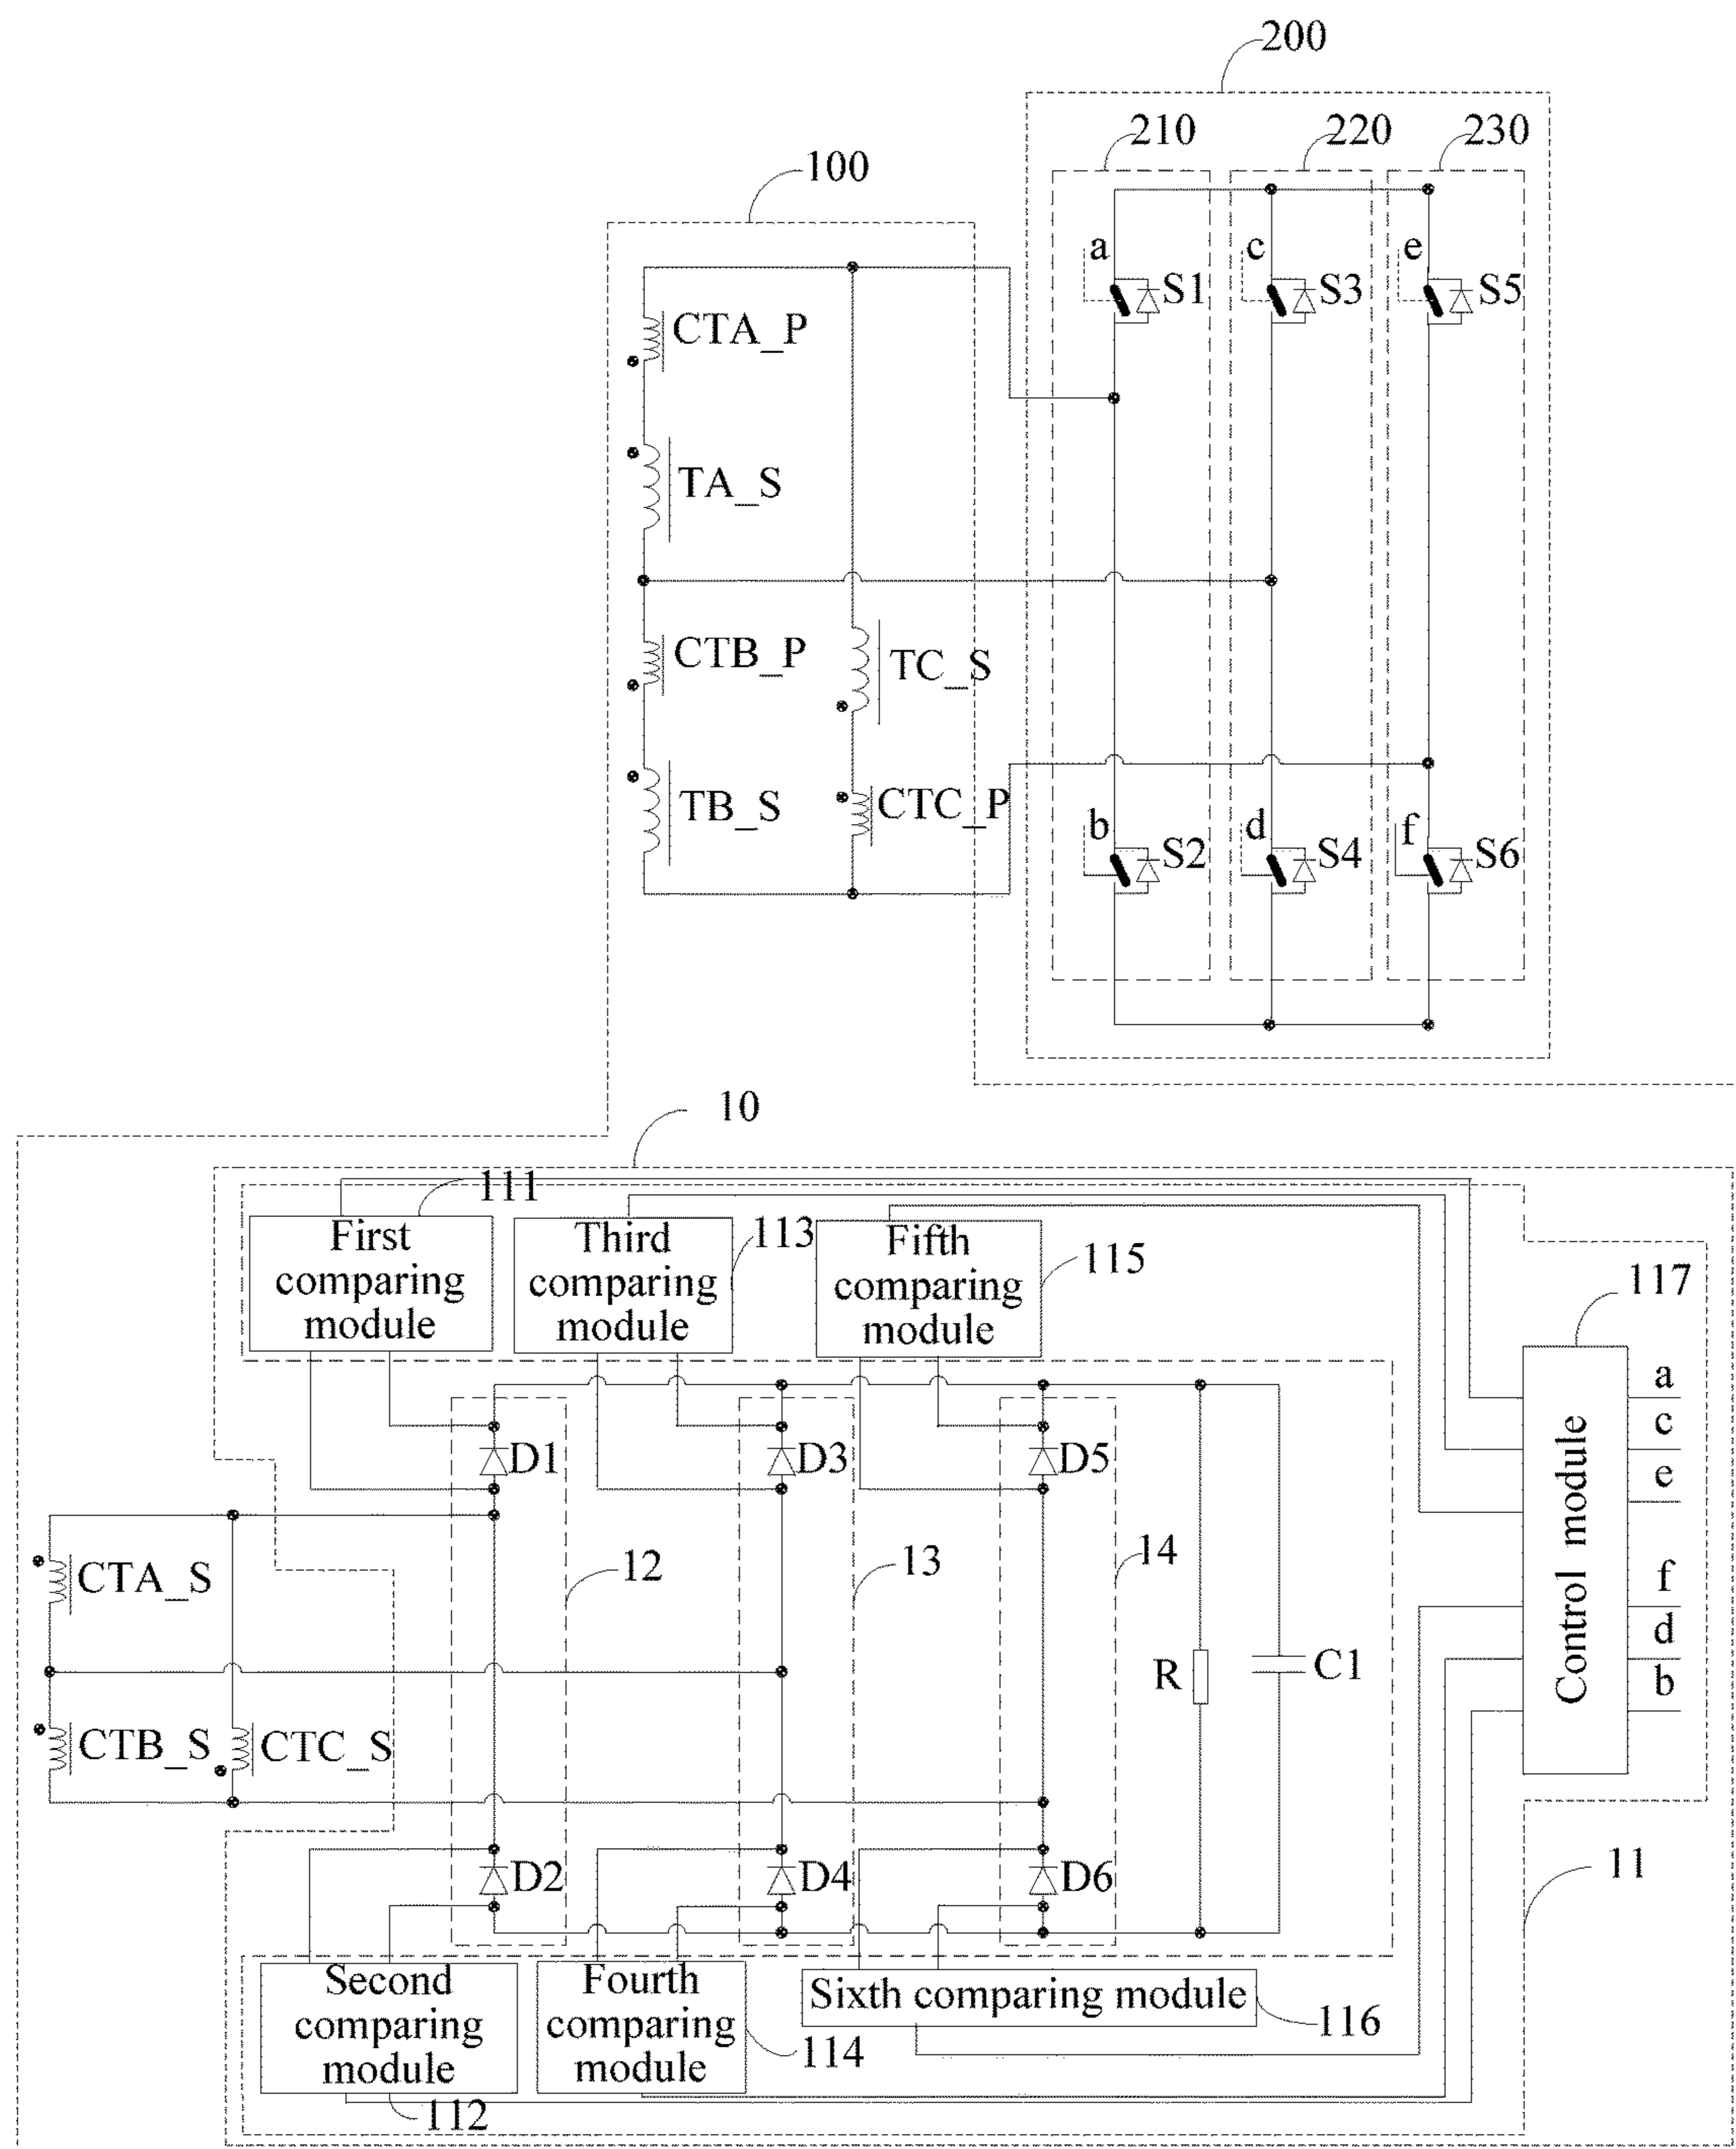 200
210
220
230
100
a
c
e
S1
S3
S5
CTA_P
TA_S
CTB_P
TC_S
TB_S
CTC_P
b
d
f
S2
S4
S6
10
111
First
comparing
module
Third
comparing
module
113
Fifth
comparing
module
115
117
Control module
a
c
e
f
d
b
D1
D3
D5
12
13
14
CTA_S
R
C1
CTB_S
CTC_S
D2
D4
D6
11
Second
comparing
module
112
Fourth
comparing
module
114
Sixth comparing module
116